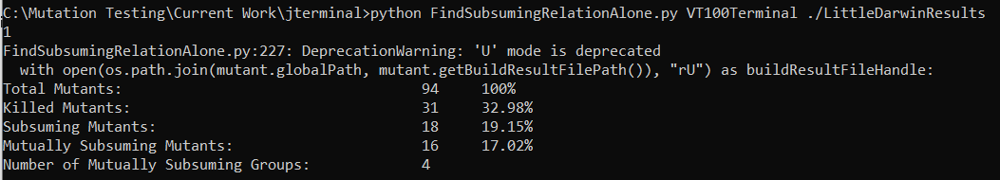 C:\Mutation Testing\Current Work\jterminal>python FindSubsumingRelationAlone.py VT100Terminal ./LittleDarwinResults
1
FindSubsumingRelationAlone.py:227: DeprecationWarning: 'U' mode is deprecated
  with open(os.path.join(mutant.globalPath, mutant.getBuildResultFilePath()), "rU") as buildResultFileHandle:
Total Mutants: 94 100%
Killed Mutants: 31 32.98%
Subsuming Mutants: 18 19.15%
Mutually Subsuming Mutants: 16 17.02%
Number of Mutually Subsuming Groups: 4